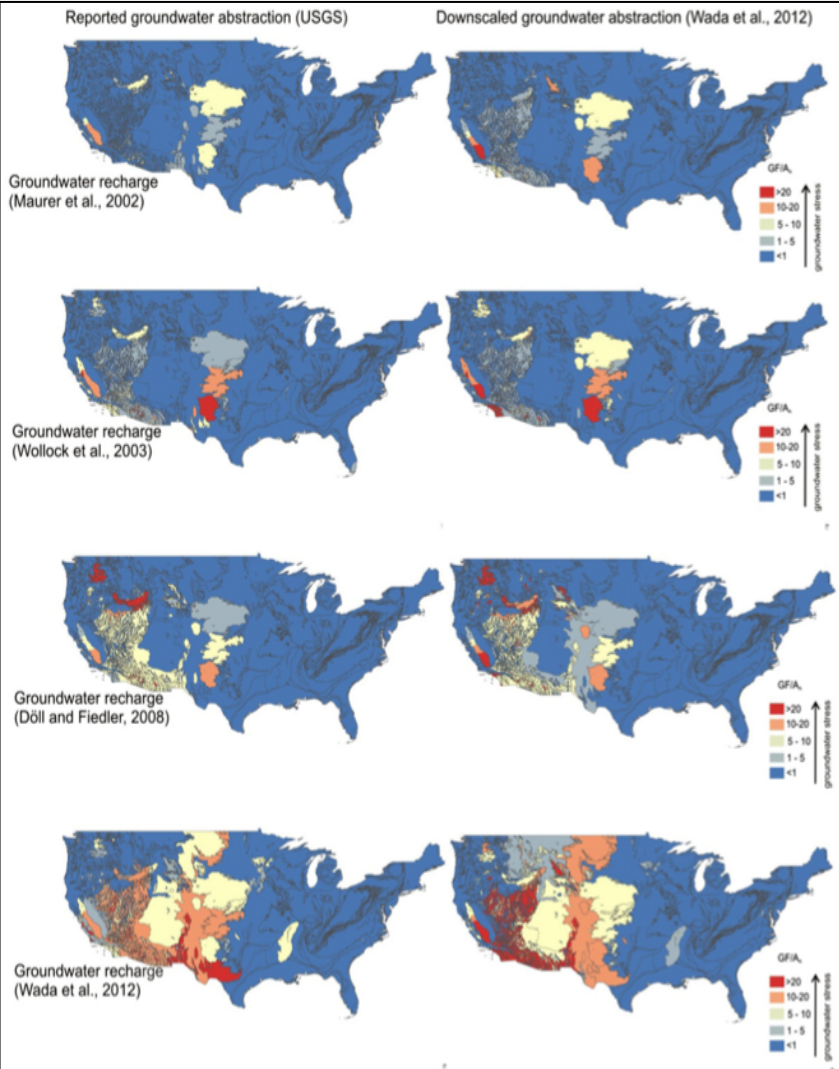 Reported groundwater abstraction (USGS)
Downscaled groundwater abstraction (Wada et al., 2012)
Groundwater recharge
(Maurer et al., 2002)
GF/Aₐ
>20
10-20
5 - 10
1 - 5
<1
groundwater stress
Groundwater recharge
(Wollock et al., 2003)
GF/Aₐ
>20
10-20
5 - 10
1 - 5
<1
groundwater stress
Groundwater recharge
(Döll and Fiedler, 2008)
GF/Aₐ
>20
10-20
5 - 10
1 - 5
<1
groundwater stress
Groundwater recharge
(Wada et al., 2012)
GF/Aₐ
>20
10-20
5 - 10
1 - 5
<1
groundwater stress